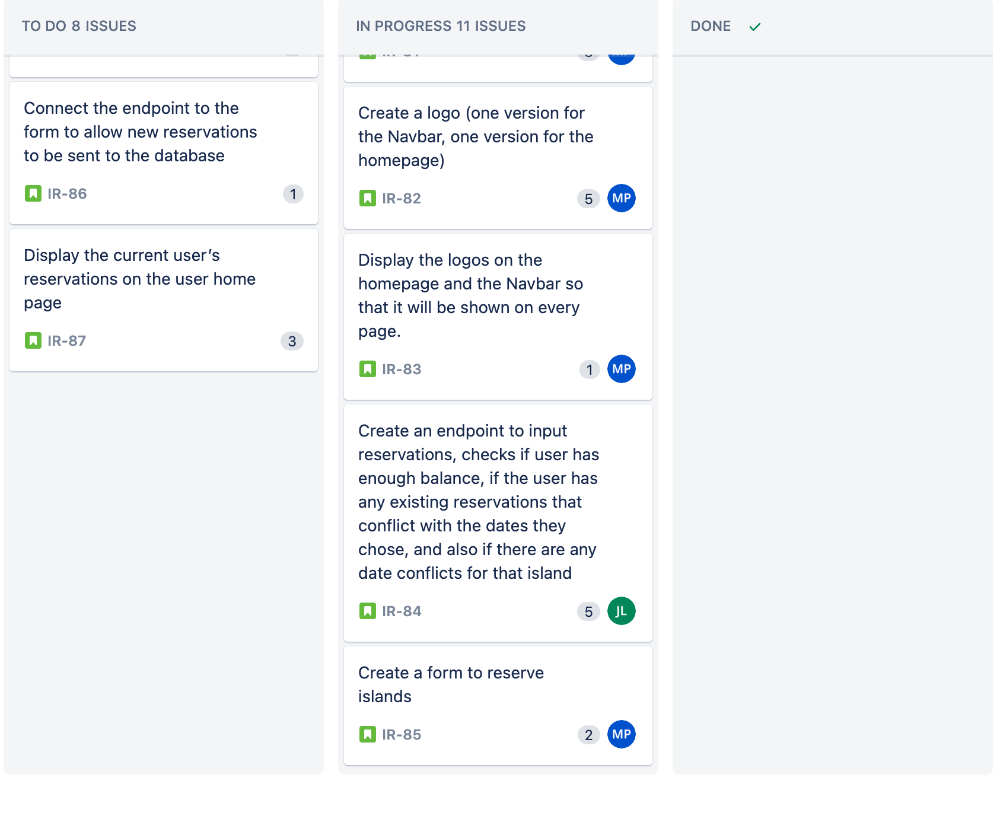 TO DO 8 ISSUES
Connect the endpoint to the
form to allow new reservations
to be sent to the database
IR-86
1
Display the current user’s
reservations on the user home
page
IR-87
3
IN PROGRESS 11 ISSUES
Create a logo (one version for
the Navbar, one version for the
homepage)
IR-82
5
MP
Display the logos on the
homepage and the Navbar so
that it will be shown on every
page.
IR-83
1
MP
Create an endpoint to input
reservations, checks if user has
enough balance, if the user has
any existing reservations that
conflict with the dates they
chose, and also if there are any
date conflicts for that island
IR-84
5
JL
Create a form to reserve
islands
IR-85
2
MP
DONE